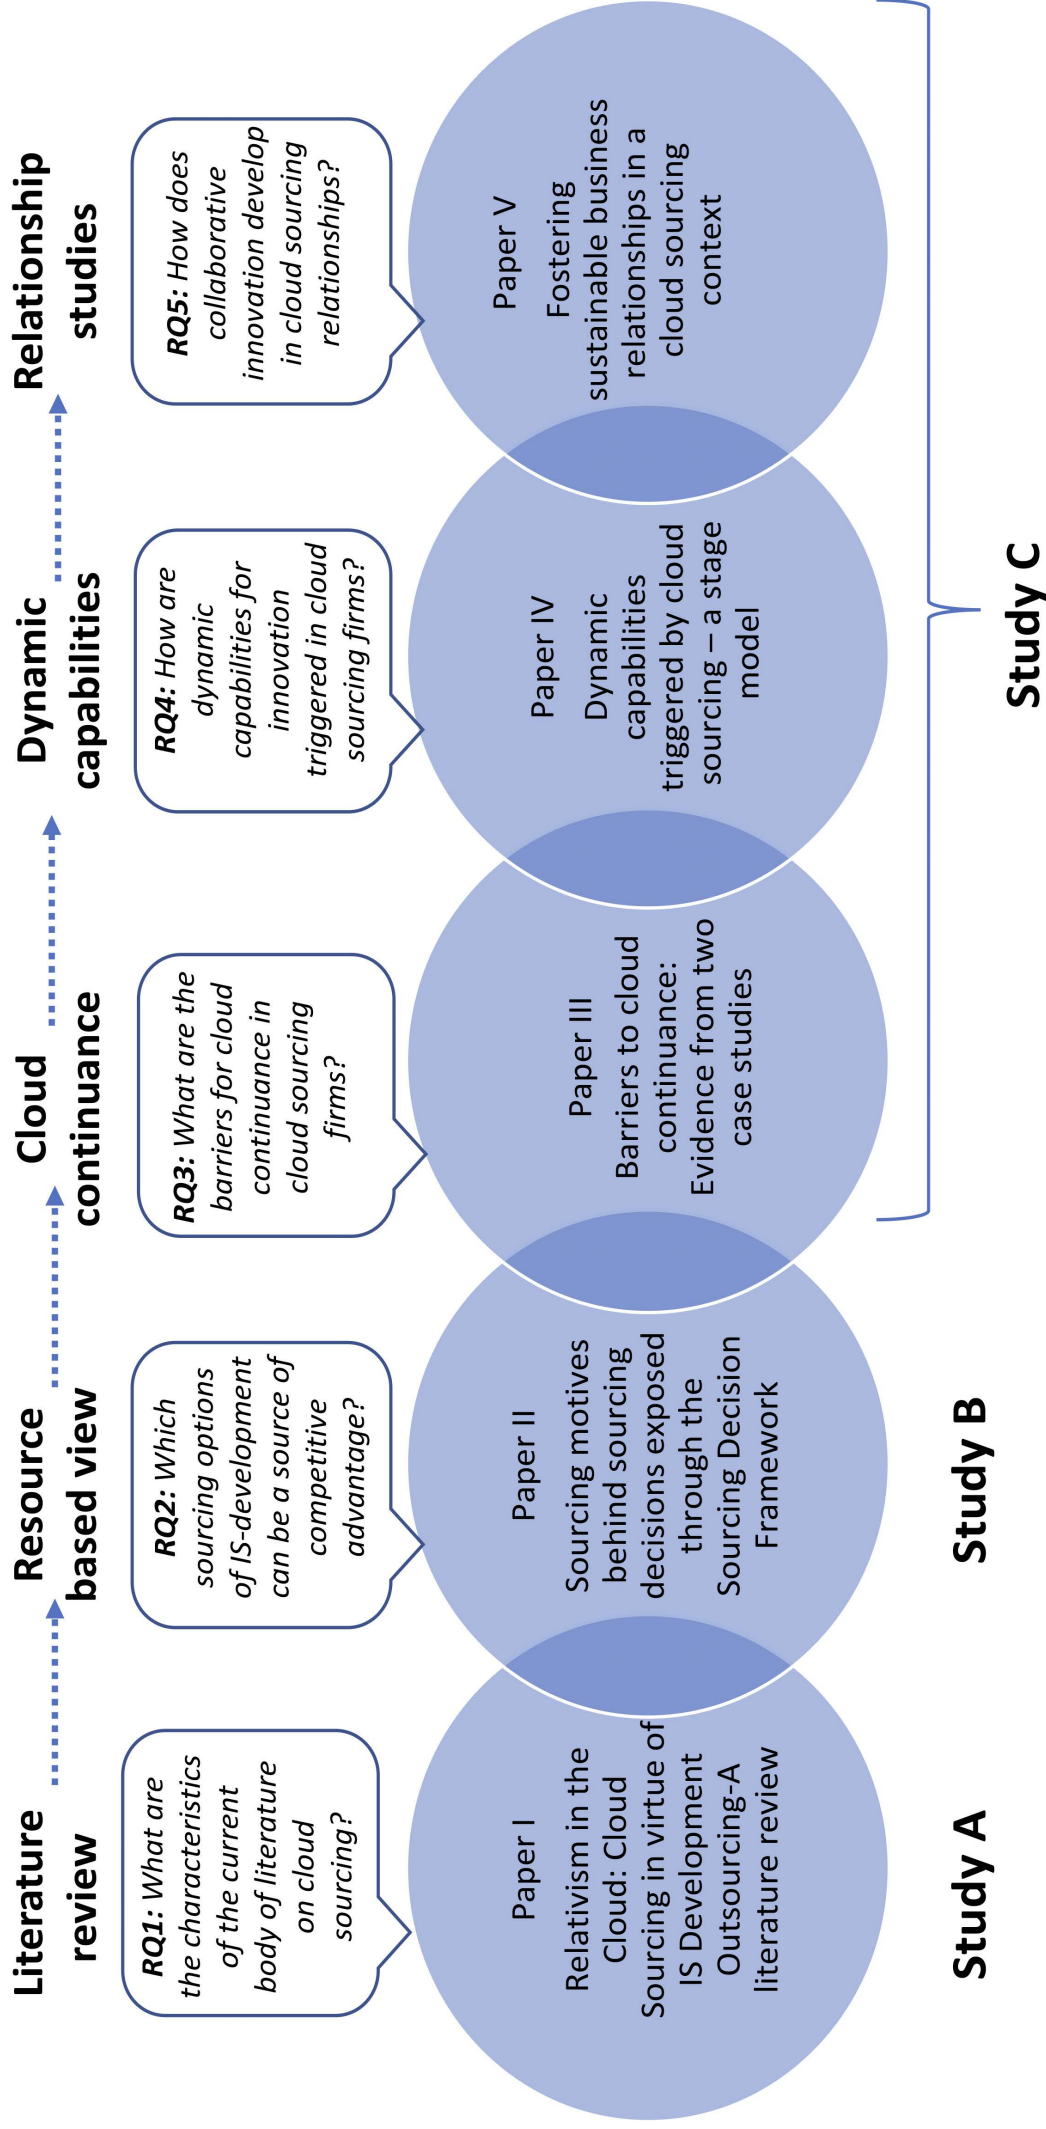 Literature
review
Resource
based view
Cloud
continuance
Dynamic
capabilities
Relationship
studies
RQ1: What are
the characteristics
of the current
body of literature
on cloud
sourcing?
RQ2: Which
sourcing options
of IS-development
can be a source of
competitive
advantage?
RQ3: What are the
barriers for cloud
continuance in
cloud sourcing
firms?
RQ4: How are
dynamic
capabilities for
innovation
triggered in cloud
sourcing firms?
RQ5: How does
collaborative
innovation develop
in cloud sourcing
relationships?
Paper I
Relativism in the
Cloud: Cloud
Sourcing in virtue of
IS Development
Outsourcing-A
literature review
Paper II
Sourcing motives
behind sourcing
decisions exposed
through the
Sourcing Decision
Framework
Paper III
Barriers to cloud
continuance:
Evidence from two
case studies
Paper IV
Dynamic
capabilities
triggered by cloud
sourcing – a stage
model
Paper V
Fostering
sustainable business
relationships in a
cloud sourcing
context
Study A
Study B
Study C